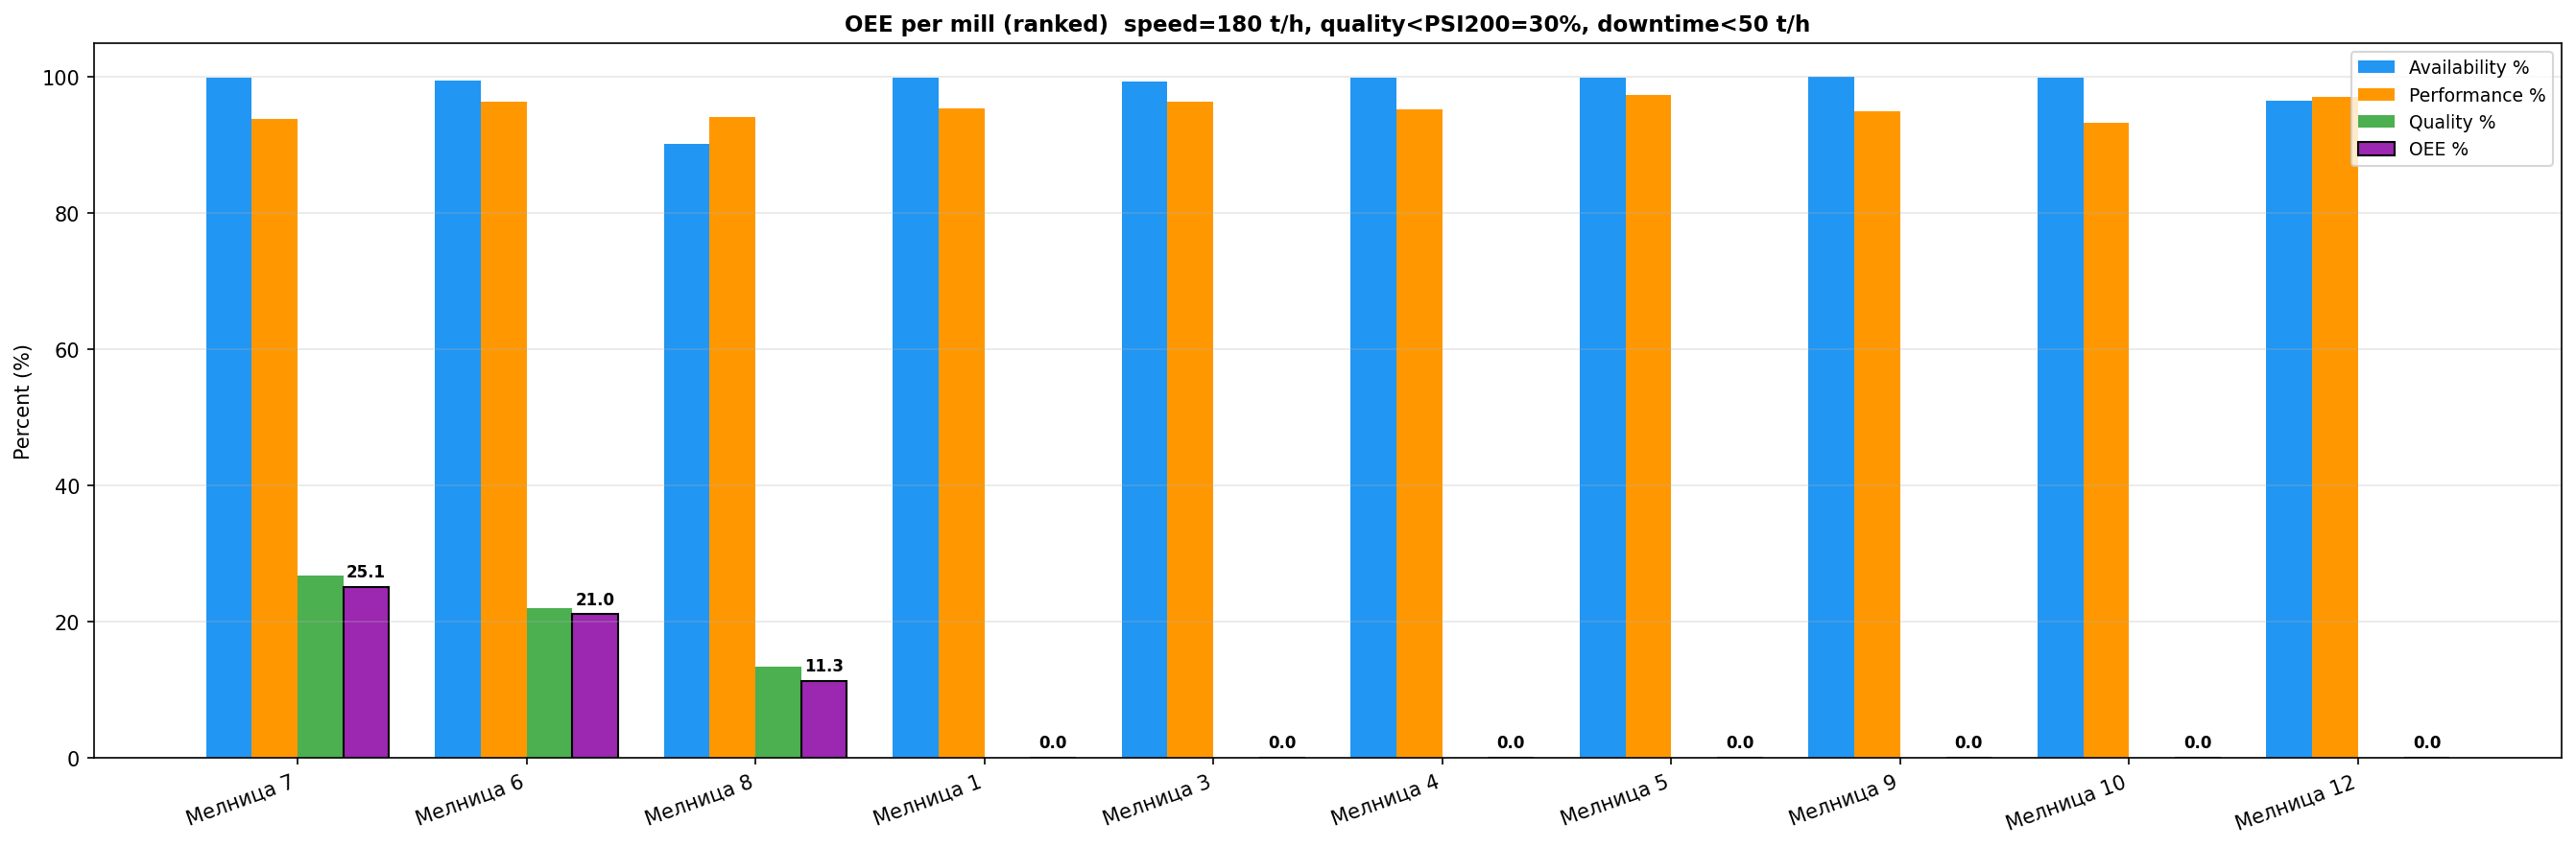 OEE per mill (ranked)  speed=180 t/h, quality<PSI200=30%, downtime<50 t/h
Percent (%)
100
80
60
40
20
0
Availability %
Performance %
Quality %
OEE %
25.1
21.0
11.3
0.0
0.0
0.0
0.0
0.0
0.0
0.0
Мелница 7
Мелница 6
Мелница 8
Мелница 1
Мелница 3
Мелница 4
Мелница 5
Мелница 9
Мелница 10
Мелница 12